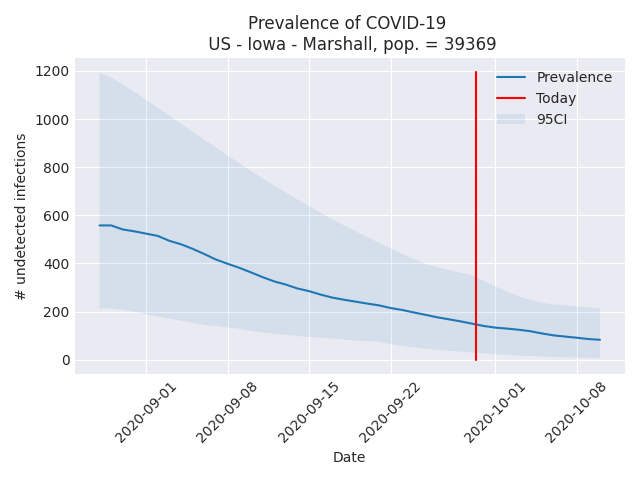 Prevalence of COVID-19
US - Iowa - Marshall, pop. = 39369
1200
1000
800
600
400
200
0
# undetected infections
Prevalence
Today
95CI
2020-09-01
2020-09-08
2020-09-15
2020-09-22
2020-10-01
2020-10-08
Date